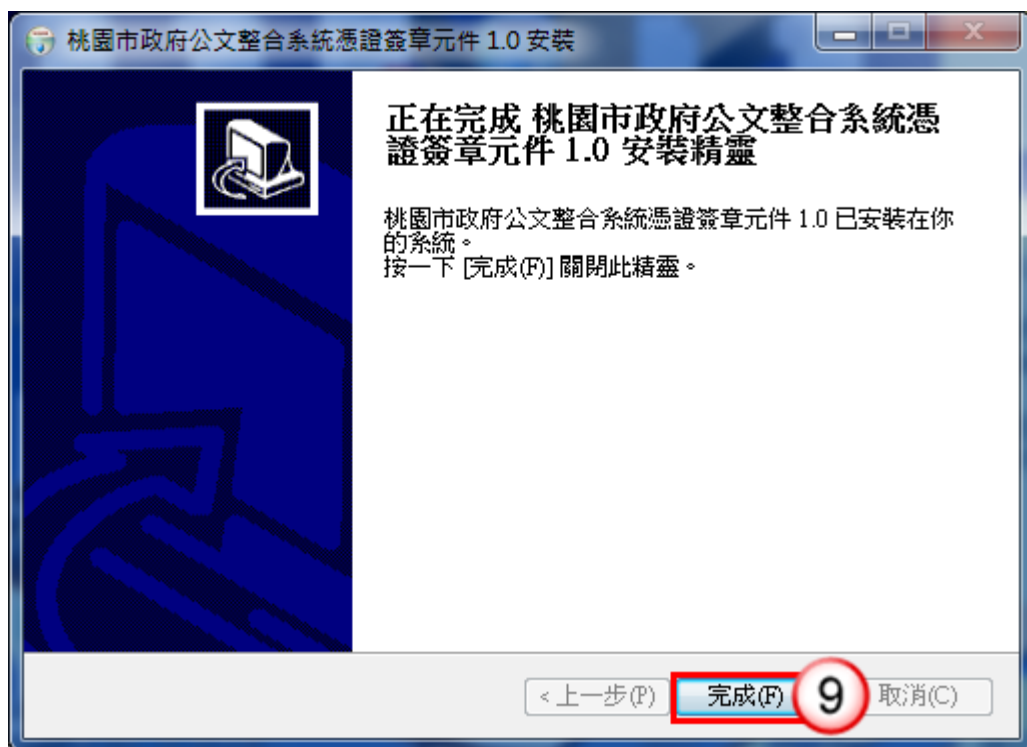 桃園市政府公文整合系統憑證簽章元件 1.0 安裝
正在完成 桃園市政府公文整合系統憑
證簽章元件 1.0 安裝精靈
桃園市政府公文整合系統憑證簽章元件 1.0 已安裝在你
的系統。
按一下 [完成(F)] 關閉此精靈。
< 上一步(P) 完成(F) 9 取消(C)